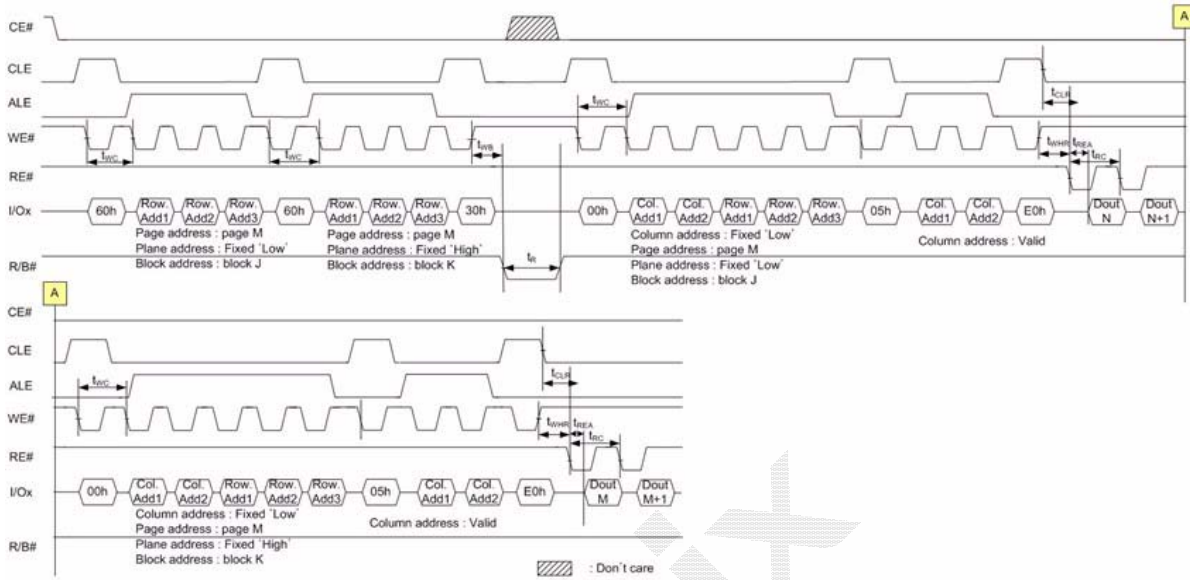 A
CE#
CLE
tCLR
ALE
tWC
WE#
tWC tWC tWB tWHR tREA tRC
RE#
I/Ox 60h Row. Add1 Row. Add2 Row. Add3 60h Row. Add1 Row. Add2 Row. Add3 30h 00h Col. Add1 Col. Add2 Row. Add1 Row. Add2 Row. Add3 05h Col. Add1 Col. Add2 E0h Dout N Dout N+1
Page address : page M
Plane address : Fixed 'Low'
Block address : block J
Page address : page M
Plane address : Fixed 'High'
Block address : block K
Column address : Fixed 'Low'
Page address : page M
Plane address : Fixed 'Low'
Block address : block J
Column address : Valid
R/B# tR
A
CE#
CLE
tCLR
ALE
tWC
WE#
tWHR tREA tRC
RE#
I/Ox 00h Col. Add1 Col. Add2 Row. Add1 Row. Add2 Row. Add3 05h Col. Add1 Col. Add2 E0h Dout M Dout M+1
Column address : Fixed 'Low'
Page address : page M
Plane address : Fixed 'High'
Block address : block K
Column address : Valid
R/B#
: Don't care